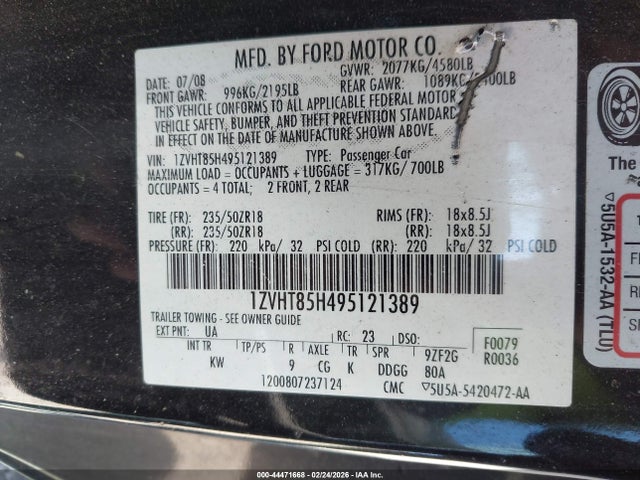 MFD. BY FORD MOTOR CO.
DATE: 07/08 GVWR: 2077KG/4580LB
FRONT GAWR: 996KG/2195LB REAR GAWR: 1089KG/
THIS VEHICLE CONFORMS TO ALL APPLICABLE FEDERAL MOTOR
VEHICLE SAFETY, BUMPER, AND THEFT PREVENTION STANDARDS
IN EFFECT ON THE DATE OF MANUFACTURE SHOWN ABOVE.
VIN: 1ZVHT85H495121389 TYPE: Passenger Car
MAXIMUM LOAD = OCCUPANTS + LUGGAGE = 317KG/ 700LB
OCCUPANTS = 4 TOTAL; 2 FRONT, 2 REAR
TIRE (FR): 235/50ZR18 RIMS (FR): 18x8.5J
(RR): 235/50ZR18 (RR): 18x8.5J
PRESSURE (FR): 220 kPa/ 32 PSI COLD (RR): 220 kPa/ 32 PSI COLD
1ZVHT85H495121389
TRAILER TOWING - SEE OWNER GUIDE
EXT PNT: UA RC: 23 DSO: F0079
INT TR TP/PS R AXLE TR SPR 9ZF2G R0036
KW 9 CG K DDGG 80A
1200807237124 CMC ▽5U5A-5420472-AA
The
▽5U5A-1532-AA (TLU)
000-44471668 - 02/24/2026 - IAA Inc.